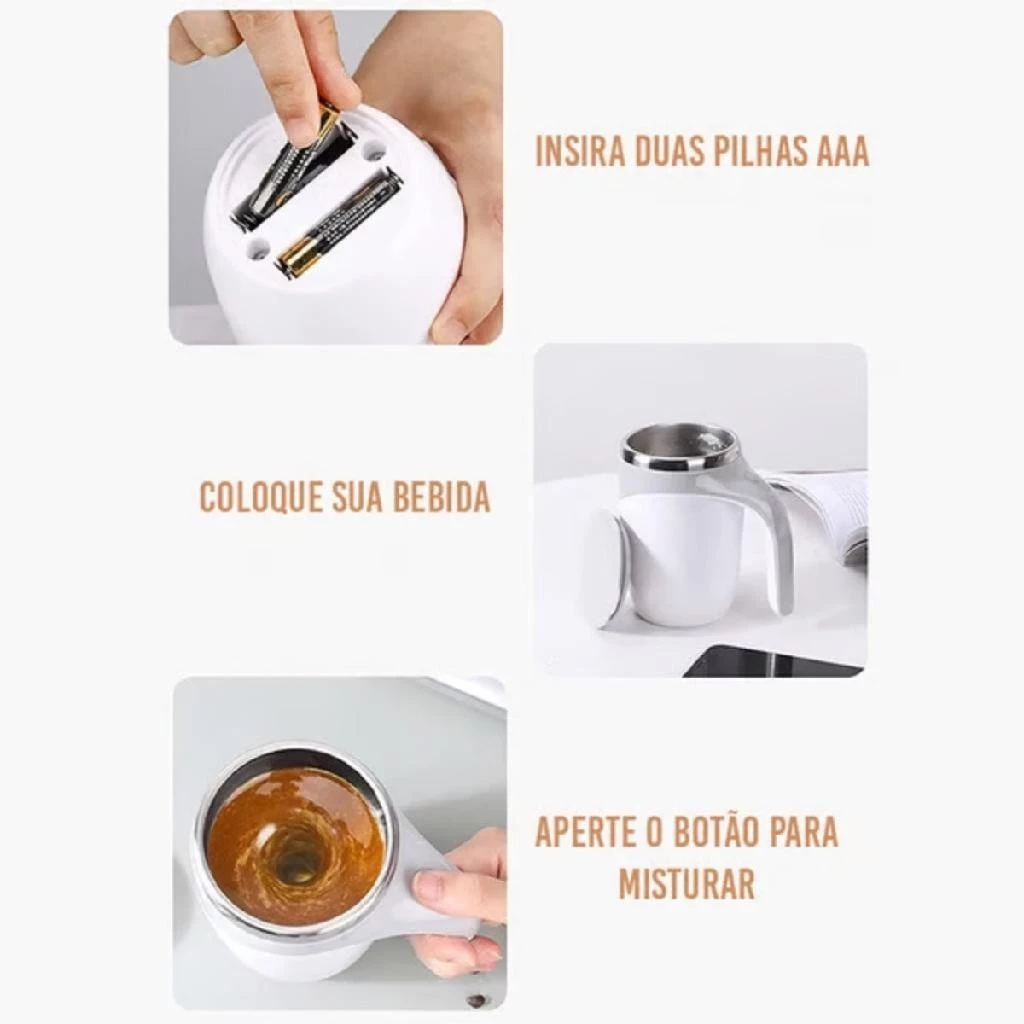 INSIRA DUAS PILHAS AAA
COLOQUE SUA BEBIDA
APERTE O BOTÃO PARA
MISTURAR